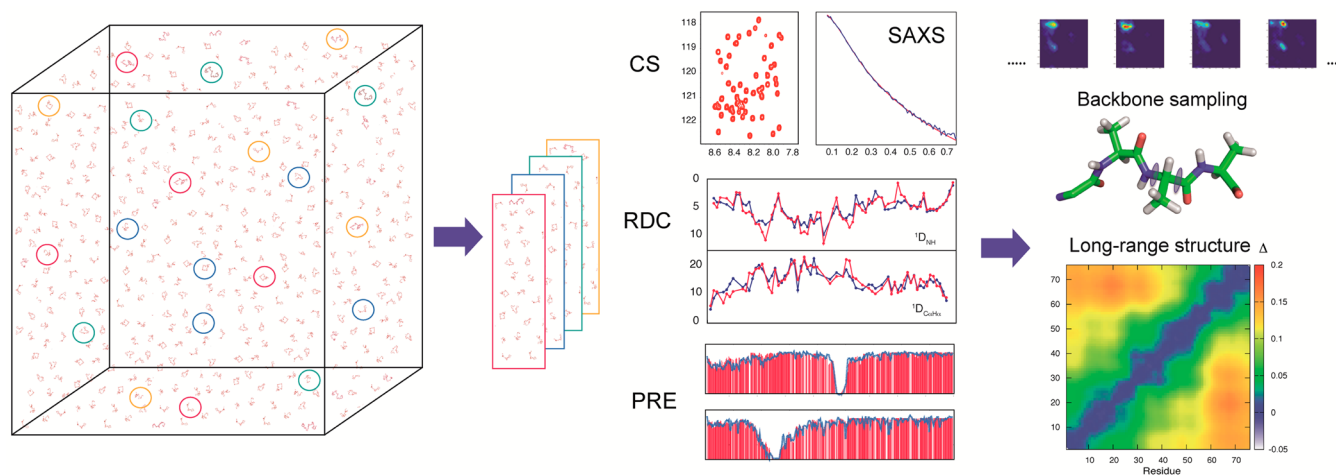 CS
118
119
120
121
122
8.6 8.4 8.2 8.0 7.8
SAXS
0.1 0.2 0.3 0.4 0.5 0.6 0.7
RDC
0
5
10
¹D_NH
20
10
0
¹D_CαHα
PRE
..... ...
Backbone sampling
Long-range structure Δ
70
60
50
40
30
20
10
10 20 30 40 50 60 70
Residue
0.2
0.15
0.1
0.05
0
-0.05